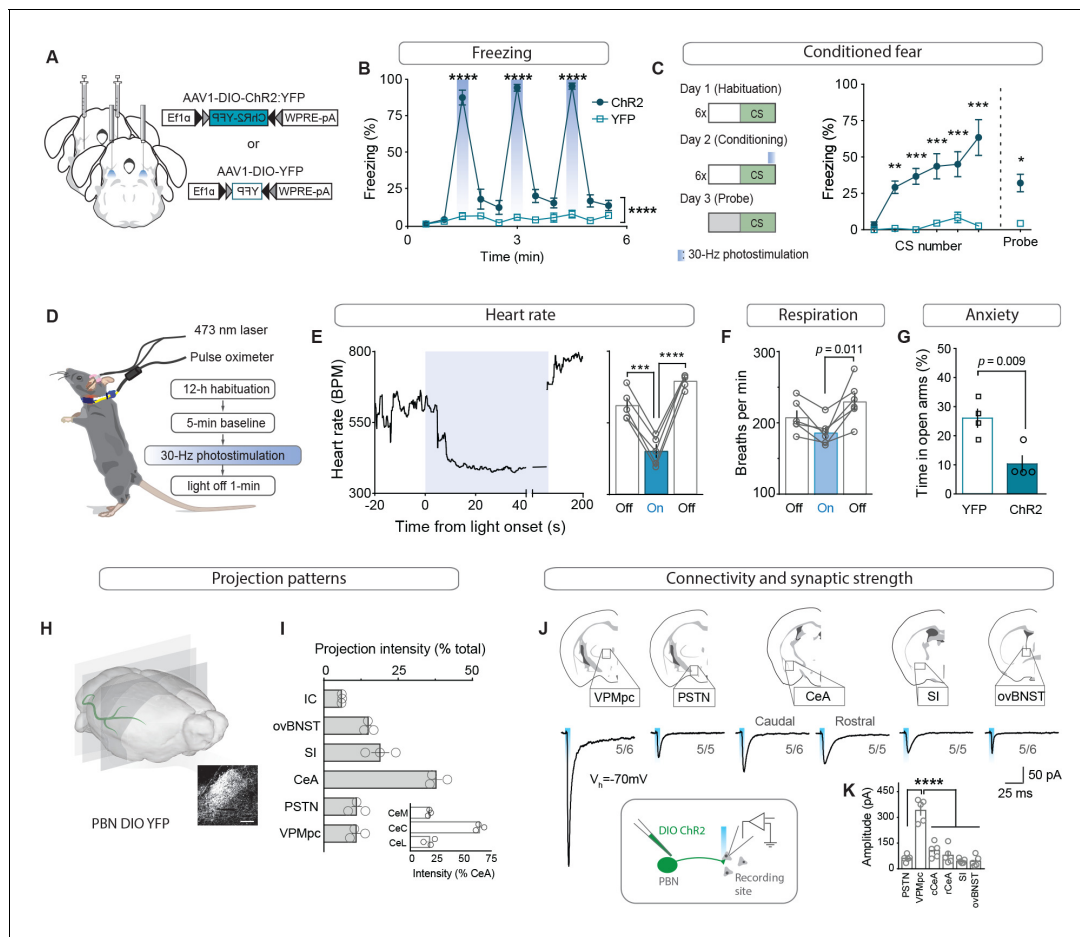 A
AAV1-DIO-ChR2:YFP
Ef1α
ChR2-YFP
WPRE-pA
or
AAV1-DIO-YFP
Ef1α
YFP
WPRE-pA
Freezing
B
Freezing (%)
100
75
50
25
0
**** **** ****
ChR2
YFP
****
0 3 6
Time (min)
Conditioned fear
C
Day 1 (Habituation)
6x CS
Day 2 (Conditioning)
6x CS
Day 3 (Probe)
CS
30-Hz photostimulation
Freezing (%)
100
75
50
25
0
** *** *** *** *** *
CS number Probe
D
473 nm laser
Pulse oximeter
12-h habituation
5-min baseline
30-Hz photostimulation
light off 1-min
Heart rate
E
Heart rate (BPM)
800
550
300
-20 0 20 40 200
Time from light onset (s)
*** ****
Off On Off
Respiration
F
Breaths per min
300
200
100
p = 0.011
Off On Off
Anxiety
G
Time in open arms (%)
50
40
30
20
10
0
p = 0.009
YFP ChR2
Projection patterns
H
PBN DIO YFP
I
Projection intensity (% total)
0 25 50
IC
ovBNST
SI
CeA
PSTN
VPMpc
CeM
CeC
CeL
0 25 50 75
Intensity (% CeA)
Connectivity and synaptic strength
J
VPMpc PSTN CeA SI ovBNST
Caudal Rostral
5/6 5/5 5/6 5/5 5/5 5/6
Vh=-70mV
50 pA
25 ms
DIO ChR2
PBN
Recording
site
K
Amplitude (pA)
450
300
150
0
****
PSTN
VPMpc
cCeA
rCeA
SI
ovBNST